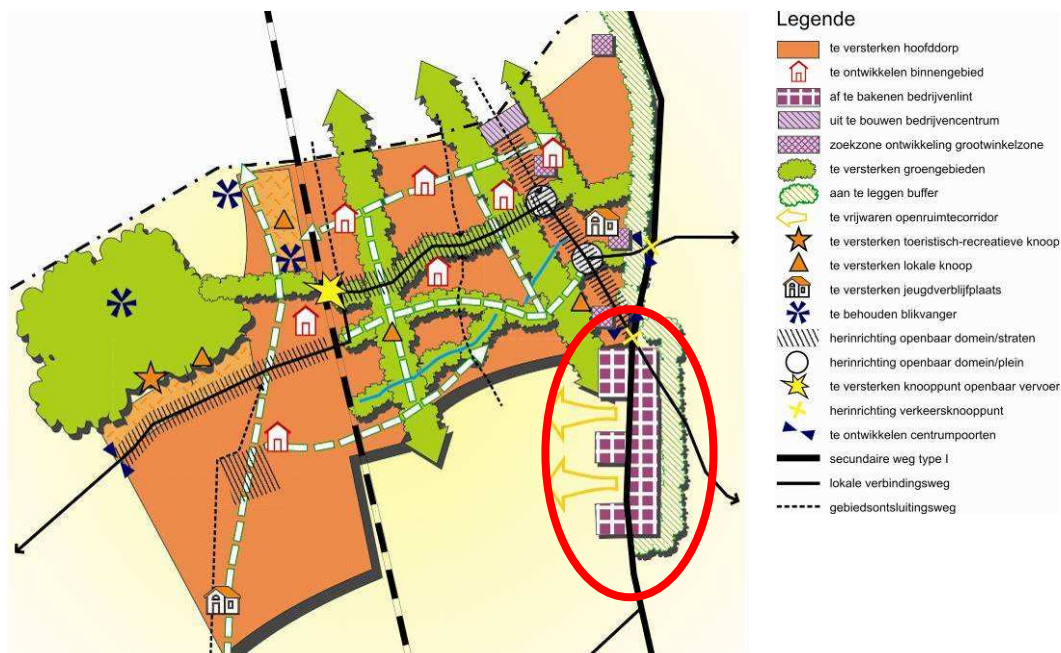 Legende
te versterken hoofddorp
te ontwikkelen binnengebied
af te bakenen bedrijvenlint
uit te bouwen bedrijvencentrum
zoekzone ontwikkeling grootwinkelzone
te versterken groengebieden
aan te leggen buffer
te vrijwaren openruimtecorridor
te versterken toeristisch-recreatieve knoop
te versterken lokale knoop
te versterken jeugdverblijfplaats
te behouden blikvanger
herinrichting openbaar domein/straten
herinrichting openbaar domein/plein
te versterken knooppunt openbaar vervoer
herinrichting verkeersknooppunt
te ontwikkelen centrumpoorten
secundaire weg type I
lokale verbindingsweg
gebiedsontsluitingsweg